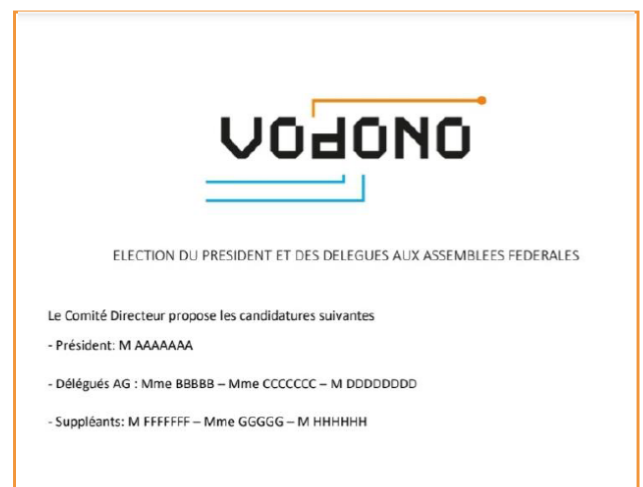 VODONO
ELECTION DU PRESIDENT ET DES DELEGUES AUX ASSEMBLEES FEDERALES
Le Comité Directeur propose les candidatures suivantes
- Président: M AAAAAAA
- Délégués AG : Mme BBBBB – Mme CCCCCCC – M DDDDDDDD
- Suppléants: M FFFFFFF – Mme GGGGG – M HHHHHH